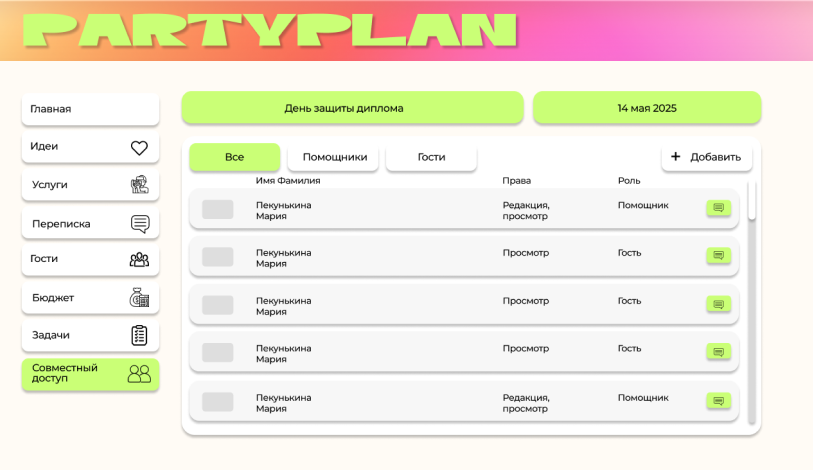 PARTYPLAN
Главная
Идеи
Услуги
Переписка
Гости
Бюджет
Задачи
Совместный
доступ
День защиты диплома
14 мая 2025
Все
Помощники
Гости
+ Добавить
Имя Фамилия
Права
Роль
Пекунькина
Мария
Редакция,
просмотр
Помощник
Пекунькина
Мария
Просмотр
Гость
Пекунькина
Мария
Просмотр
Гость
Пекунькина
Мария
Просмотр
Гость
Пекунькина
Мария
Редакция,
просмотр
Помощник